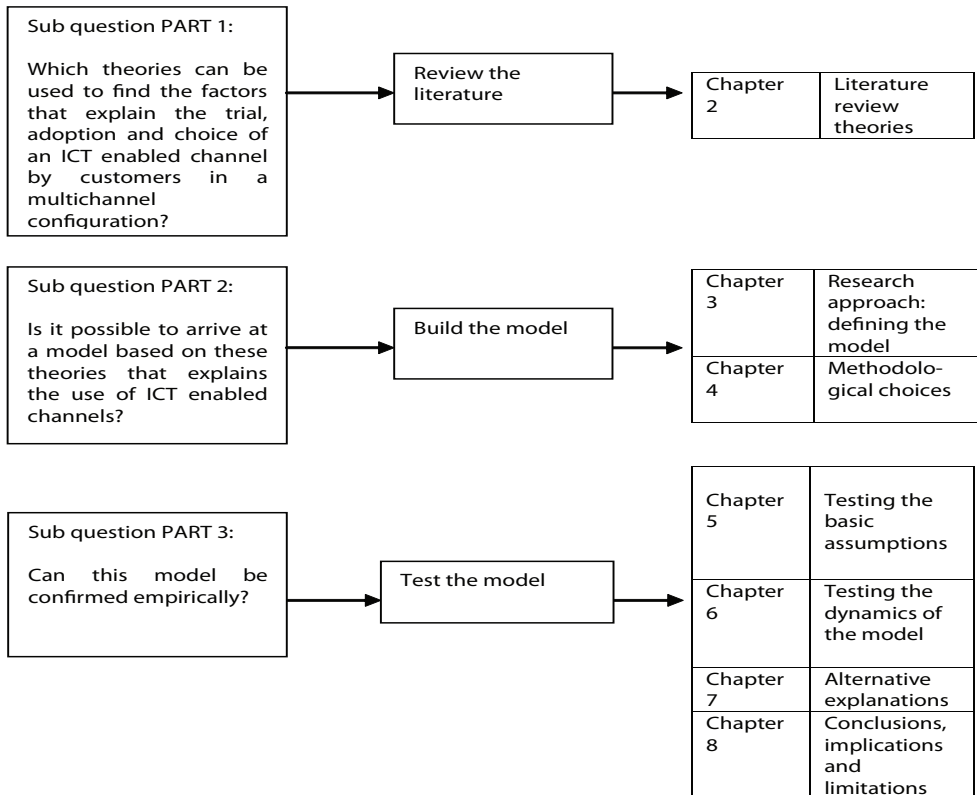 Sub question PART 1:
Which theories can be
used to find the factors
that explain the trial,
adoption and choice of
an ICT enabled channel
by customers in a
multichannel
configuration?
Review the
literature
Chapter
2
Literature
review
theories
Sub question PART 2:
Is it possible to arrive at
a model based on these
theories that explains
the use of ICT enabled
channels?
Build the model
Chapter
3
Research
approach:
defining the
model
Chapter
4
Methodolo-
gical choices
Sub question PART 3:
Can this model be
confirmed empirically?
Test the model
Chapter
5
Testing the
basic
assumptions
Chapter
6
Testing the
dynamics of
the model
Chapter
7
Alternative
explanations
Chapter
8
Conclusions,
implications
and
limitations